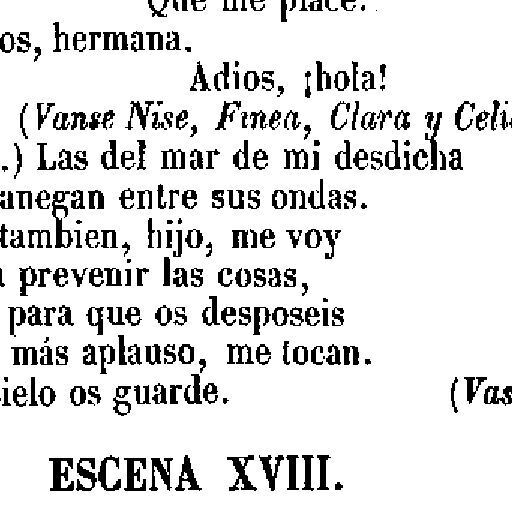 Que me place.
os, hermana.
Adios, ¡hola!
(Vanse Nise, Finea, Clara y Celi
.) Las del mar de mi desdicha
anegan entre sus ondas.
tambien, hijo, me voy
prevenir las cosas,
para que os desposeis
más aplauso, me tocan.
ielo os guarde. (Vas
ESCENA XVIII.